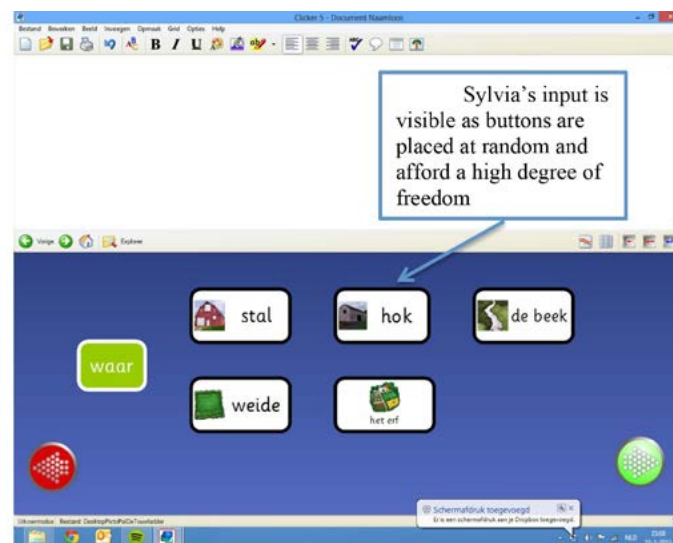 Clicker 5 - Document Naamloos
Bestand Bewerken Beeld Invoegen Opmaak Grid Opties Help
B I U
Sylvia's input is
visible as buttons are
placed at random and
afford a high degree of
freedom
Vorige Explorer
stal hok de beek
waar
weide het erf
Schermafdruk toegevoegd
Er is een schermafdruk aan je Dropbox toegevoegd.
NLD